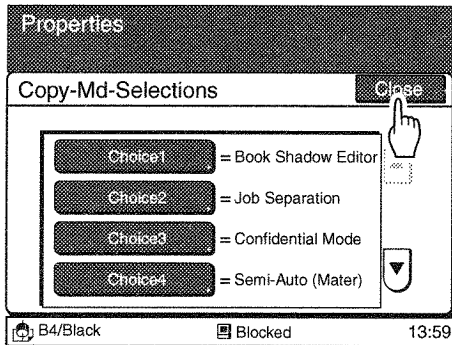 Properties
Copy-Md-Selections Close
Choice1 = Book Shadow Editor
Choice2 = Job Separation
Choice3 = Confidential Mode
Choice4 = Semi-Auto (Mater)
B4/Black Blocked 13:59